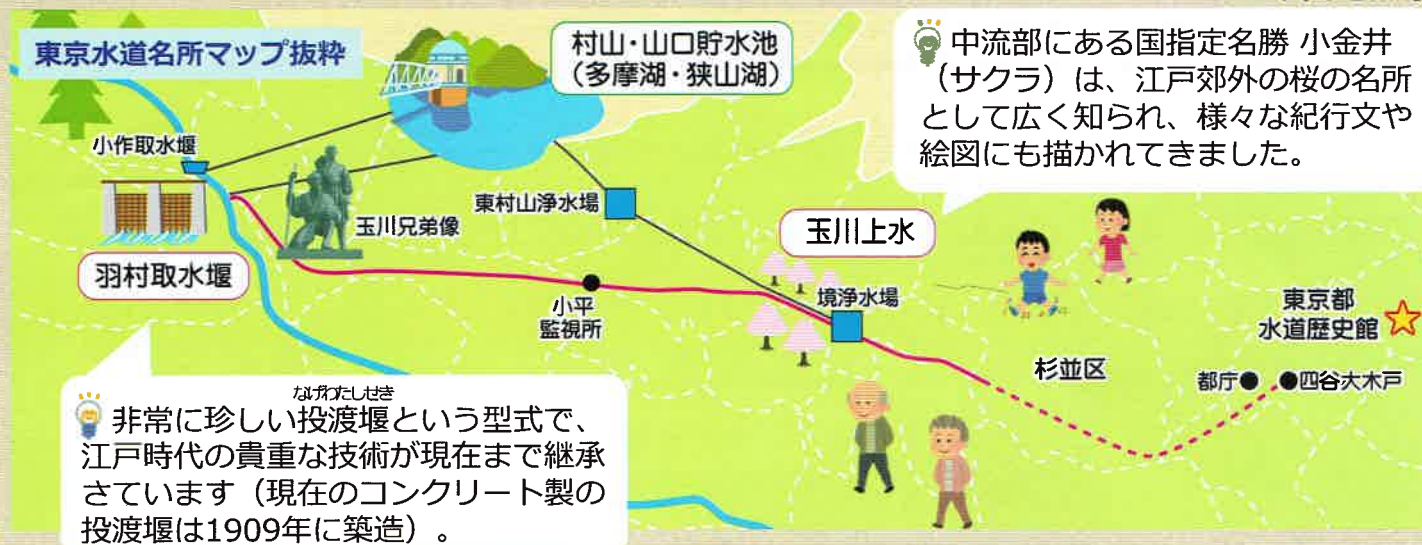 東京水道名所マップ抜粋
村山・山口貯水池
（多摩湖・狭山湖）
中流部にある国指定名勝 小金井
（サクラ）は、江戸郊外の桜の名所
として広く知られ、様々な紀行文や
絵図にも描かれてきました。
小作取水堰
玉川兄弟像
東村山浄水場
玉川上水
羽村取水堰
小平
監視所
境浄水場
東京都
水道歴史館
杉並区
都庁
四谷大木戸
なげわたしせき
非常に珍しい投渡堰という型式で、
江戸時代の貴重な技術が現在まで継承
さています（現在のコンクリート製の
投渡堰は1909年に築造）。